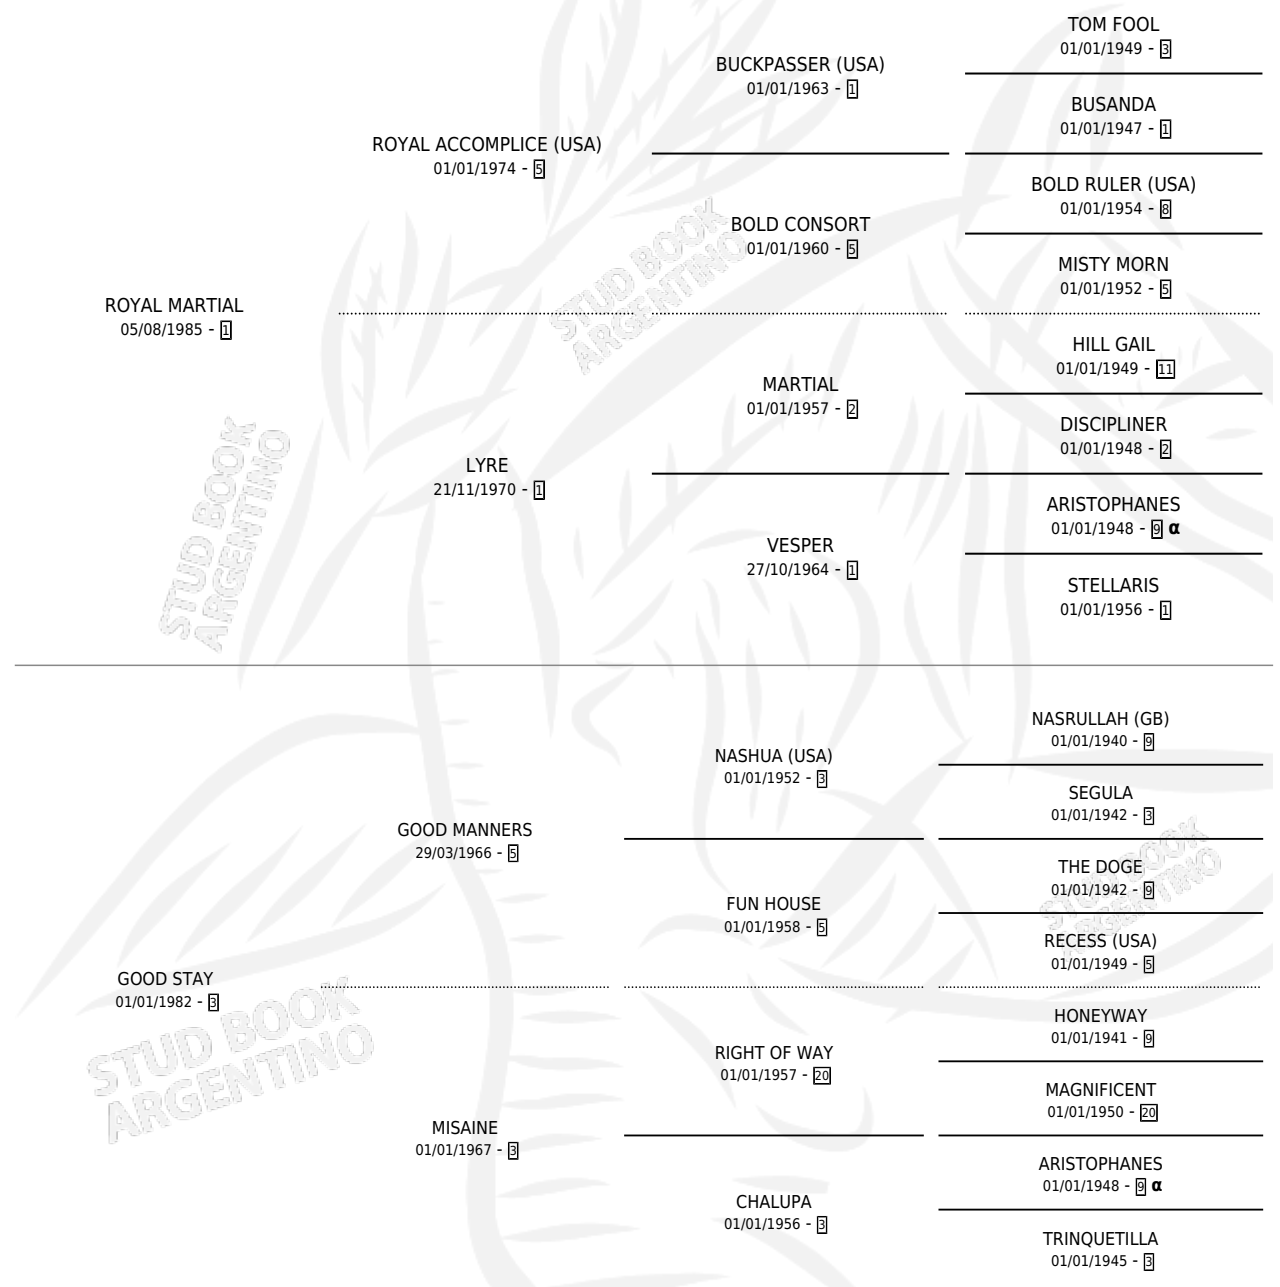 TOM FOOL
01/01/1949 - 3
BUCKPASSER (USA)
01/01/1963 - 1
BUSANDA
01/01/1947 - 1
ROYAL ACCOMPLICE (USA)
01/01/1974 - 5
BOLD RULER (USA)
01/01/1954 - 8
BOLD CONSORT
01/01/1960 - 5
MISTY MORN
01/01/1952 - 5
ROYAL MARTIAL
05/08/1985 - 1
HILL GAIL
01/01/1949 - 11
MARTIAL
01/01/1957 - 2
DISCIPLINER
01/01/1948 - 2
LYRE
21/11/1970 - 1
ARISTOPHANES
01/01/1948 - 9 α
VESPER
27/10/1964 - 1
STELLARIS
01/01/1956 - 1
STUD BOOK
ARGENTINO
STUD BOOK
ARGENTINO
NASRULLAH (GB)
01/01/1940 - 9
NASHUA (USA)
01/01/1952 - 3
SEGULA
01/01/1942 - 3
GOOD MANNERS
29/03/1966 - 5
THE DOGE
01/01/1942 - 9
FUN HOUSE
01/01/1958 - 5
RECESS (USA)
01/01/1949 - 5
GOOD STAY
01/01/1982 - 3
HONEYWAY
01/01/1941 - 9
RIGHT OF WAY
01/01/1957 - 20
MAGNIFICENT
01/01/1950 - 20
MISAINE
01/01/1967 - 3
ARISTOPHANES
01/01/1948 - 9 α
CHALUPA
01/01/1956 - 3
TRINQUETILLA
01/01/1945 - 3
STUD BOOK
ARGENTINO
STUD BOOK
ARGENTINO